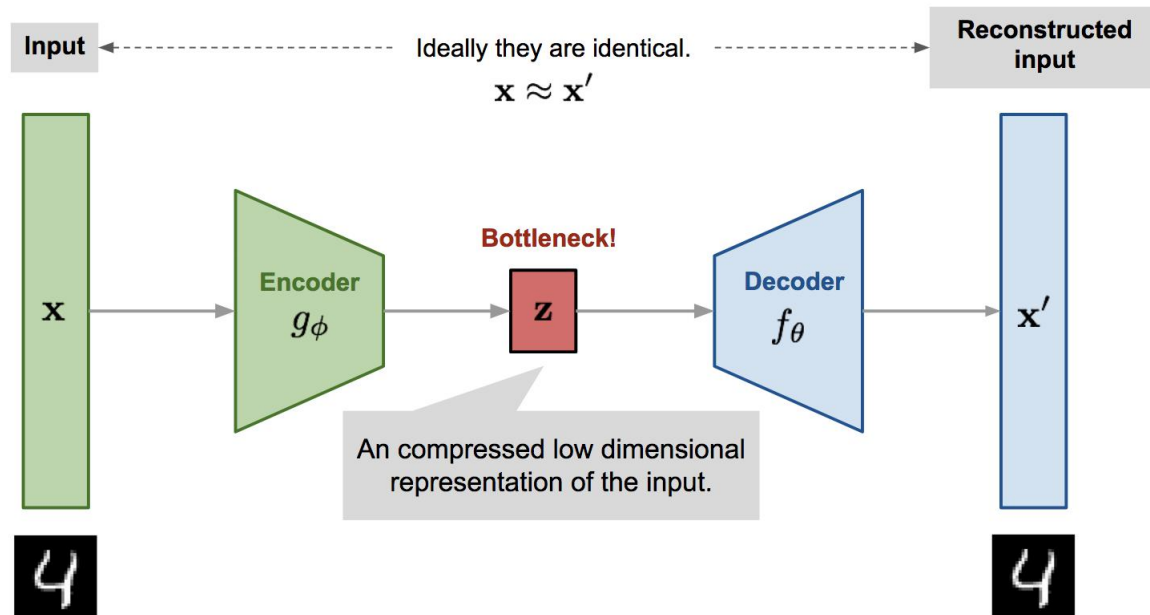 Input
Ideally they are identical.
x ≈ x′
Reconstructed
input
Bottleneck!
x
Encoder
gϕ
z
Decoder
fθ
x′
An compressed low dimensional
representation of the input.
4
4